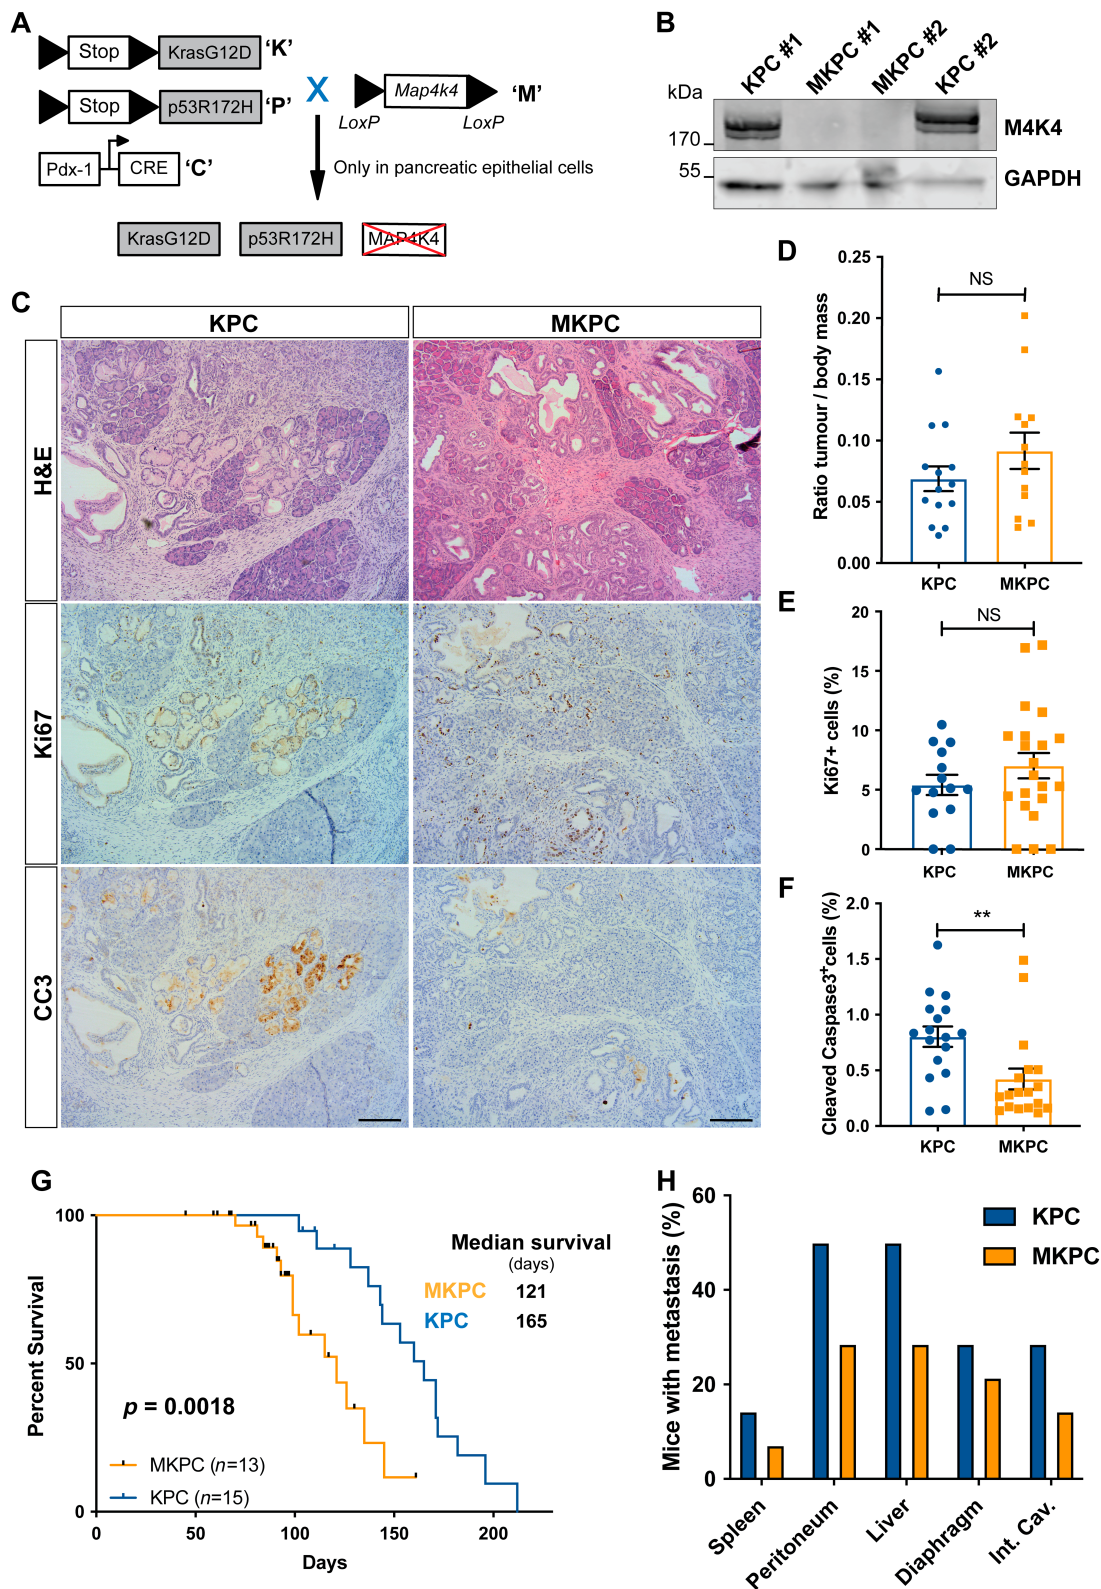 A
Stop
KrasG12D
‘K’
Stop
p53R172H
‘P’
X
Map4k4
‘M’
LoxP
LoxP
Pdx-1
CRE
‘C’
Only in pancreatic epithelial cells
KrasG12D
p53R172H
MAP4K4
B
KPC #1
MKPC #1
MKPC #2
KPC #2
kDa
170
M4K4
55
GAPDH
C
KPC
MKPC
H&E
Ki67
CC3
D
Ratio tumour / body mass
0.25
0.20
0.15
0.10
0.05
0.00
NS
KPC
MKPC
E
Ki67+ cells (%)
20
15
10
5
0
NS
KPC
MKPC
F
Cleaved Caspase3+cells (%)
2.0
1.5
1.0
0.5
0.0
**
KPC
MKPC
G
Percent Survival
100
50
0
Median survival
(days)
MKPC 121
KPC 165
p = 0.0018
MKPC (n=13)
KPC (n=15)
0 50 100 150 200
Days
H
Mice with metastasis (%)
60
40
20
0
KPC
MKPC
Spleen
Peritoneum
Liver
Diaphragm
Int. Cav.